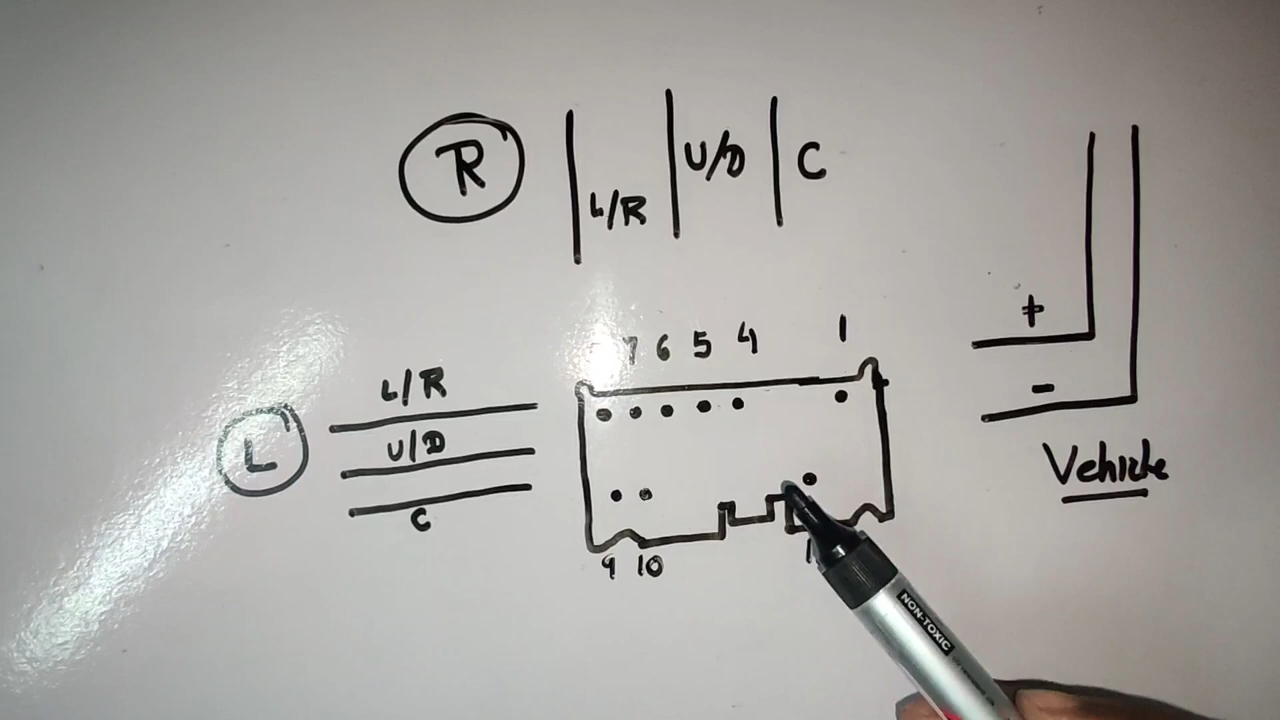 R
L/R U/D C
7 6 5 4 1
+
L/R
-
U/D
L
C
Vehicle
9 10
NON-TOXIC